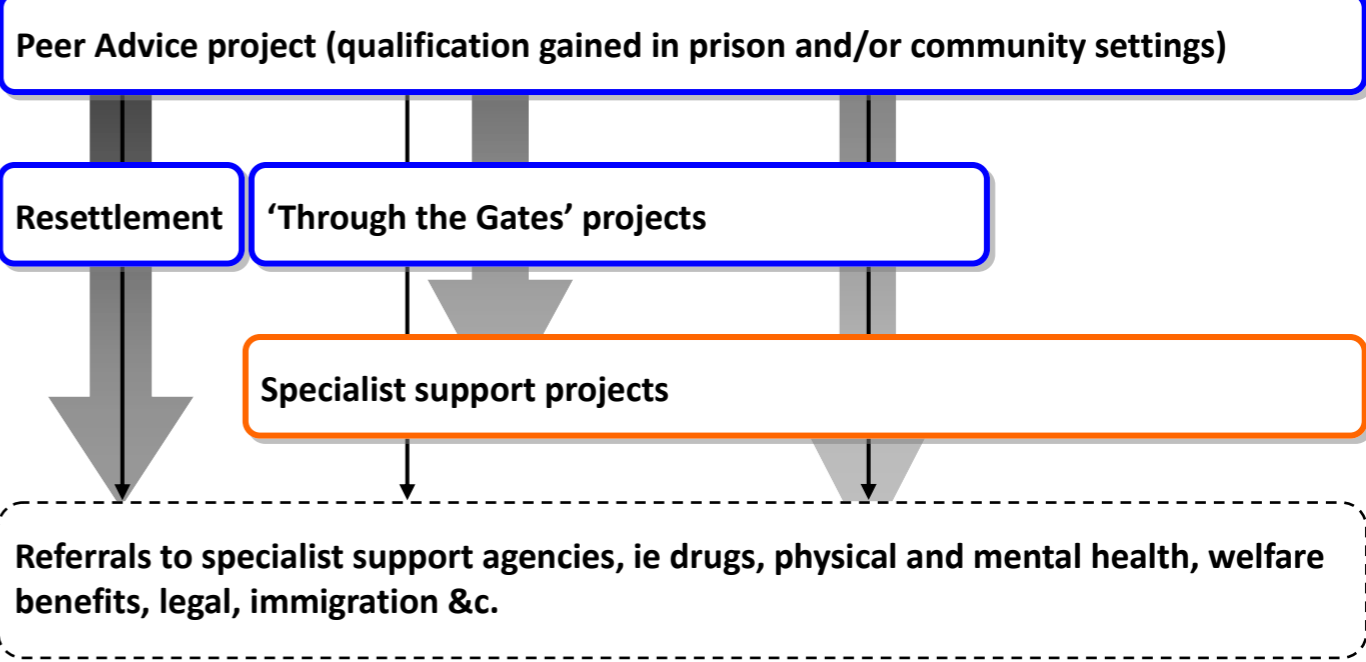 Peer Advice project (qualification gained in prison and/or community settings)
Resettlement
‘Through the Gates’ projects
Specialist support projects
Referrals to specialist support agencies, ie drugs, physical and mental health, welfare
benefits, legal, immigration &c.